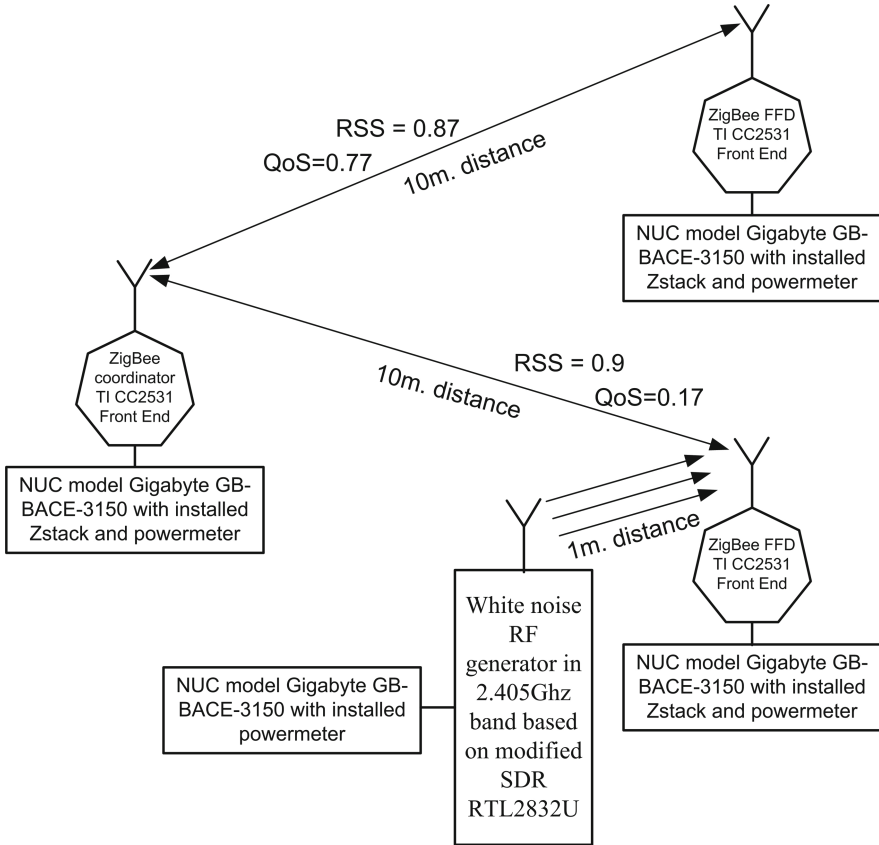 ZigBee FFD
TI CC2531
Front End
NUC model Gigabyte GB-
BACE-3150 with installed
Zstack and powermeter
RSS = 0.87
QoS=0.77
10m. distance
ZigBee
coordinator
TI CC2531
Front End
NUC model Gigabyte GB-
BACE-3150 with installed
Zstack and powermeter
RSS = 0.9
10m. distance
QoS=0.17
1m. distance
ZigBee FFD
TI CC2531
Front End
NUC model Gigabyte GB-
BACE-3150 with installed
Zstack and powermeter
White noise
RF
generator in
2.405Ghz
band based
on modified
SDR
RTL2832U
NUC model Gigabyte GB-
BACE-3150 with installed
powermeter